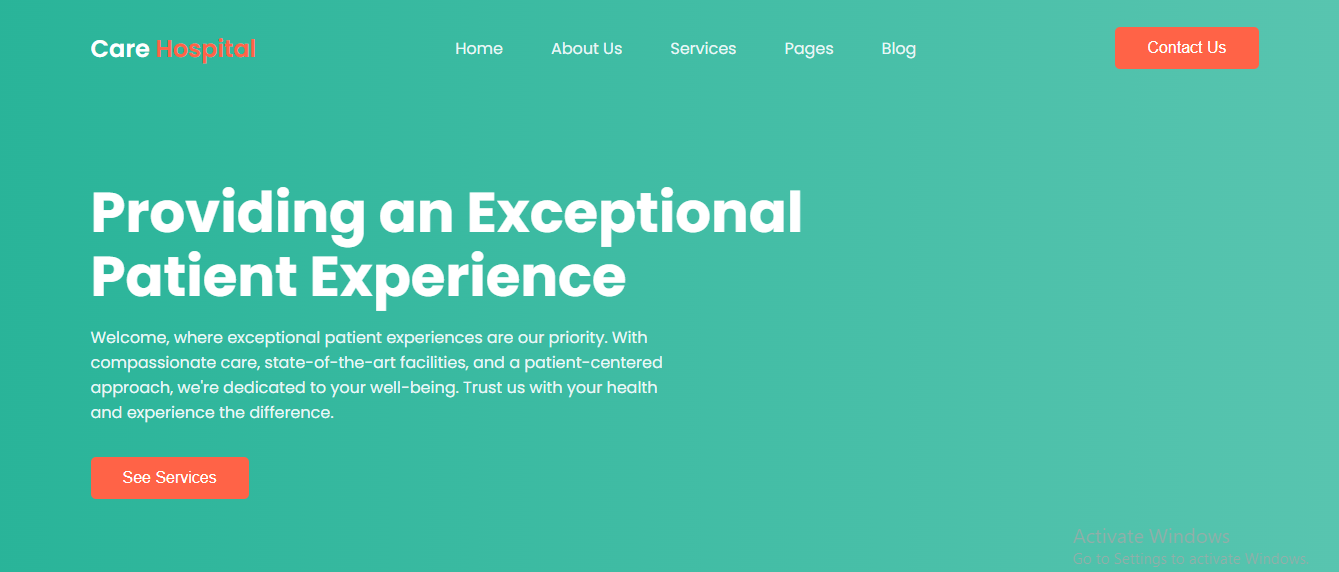 Care Hospital
Home About Us Services Pages Blog
Contact Us
Providing an Exceptional
Patient Experience
Welcome, where exceptional patient experiences are our priority. With
compassionate care, state-of-the-art facilities, and a patient-centered
approach, we're dedicated to your well-being. Trust us with your health
and experience the difference.
See Services
Activate Windows
Go to Settings to activate Windows.